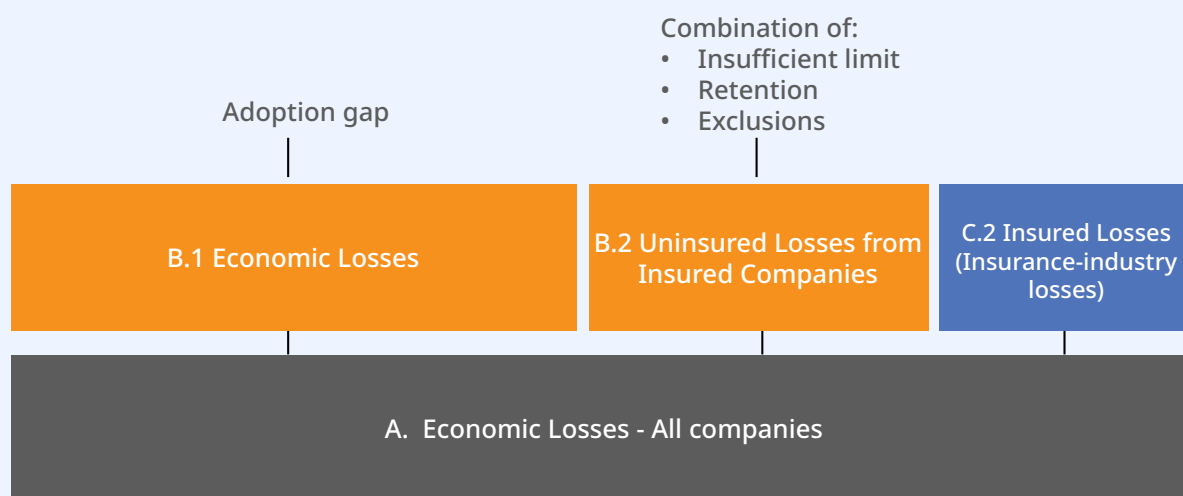 Combination of:
• Insufficient limit
• Retention
• Exclusions
Adoption gap
B.1 Economic Losses
B.2 Uninsured Losses from
Insured Companies
C.2 Insured Losses
(Insurance-industry
losses)
A. Economic Losses - All companies